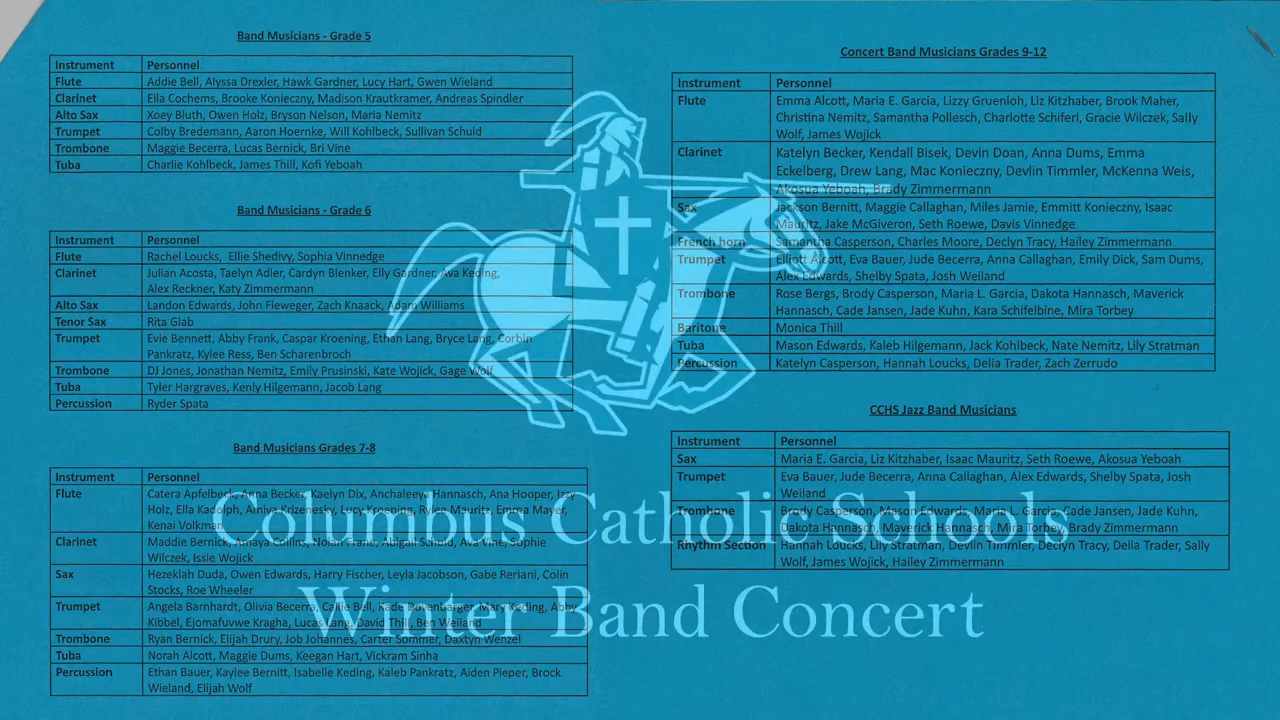 Band Musicians - Grade 5
Instrument Personnel
Flute Addie Bell, Alyssa Drexler, Hawk Gardner, Lucy Hart, Gwen Wieland
Clarinet Ella Cochems, Brooke Konieczny, Madison Krautkramer, Andreas Spindler
Alto Sax Xoey Bluth, Owen Holz, Bryson Nelson, Maria Nemitz
Trumpet Colby Bredemann, Aaron Hoernke, Will Kohlbeck, Sullivan Schuld
Trombone Maggie Becerra, Lucas Bernick, Bri Vine
Tuba Charlie Kohlbeck, James Thill, Kofi Yeboah
Band Musicians - Grade 6
Instrument Personnel
Flute Rachel Loucks, Ellie Shedivy, Sophia Vinnedge
Clarinet Julian Acosta, Taelyn Adler, Cardyn Blenker, Elly Gardner, Ava Keding,
Alex Reckner, Katy Zimmermann
Alto Sax Landon Edwards, John Fieweger, Zach Knaack, Adam Williams
Tenor Sax Rita Glab
Trumpet Evie Bennett, Abby Frank, Caspar Kroening, Ethan Lang, Bryce Lang, Corbin
Pankratz, Kylee Ress, Ben Scharenbroch
Trombone DJ Jones, Jonathan Nemitz, Emily Prusinski, Kate Wojick, Gage Wolf
Tuba Tyler Hargraves, Kenly Hilgemann, Jacob Lang
Percussion Ryder Spata
Band Musicians Grades 7-8
Instrument Personnel
Flute Catera Apfelbeck, Anna Becker, Kaelyn Dix, Anchaleeya Hannasch, Ana Hooper, Izzy
Holz, Ella Kadolph, Amiya Krizenesky, Lucy Kroening, Rylee Mauritz, Emma Mayer,
Kenai Volkman
Clarinet Maddie Bernick, Amaya Collins, Nolan Frane, Abigail Schuld, Ava Vine, Sophie
Wilczek, Issie Wojick
Sax Hezekiah Duda, Owen Edwards, Harry Fischer, Leyla Jacobson, Gabe Reriani, Colin
Stocks, Roe Wheeler
Trumpet Angela Barnhardt, Olivia Becerra, Callie Bell, Kade Bovenbarger, Mary Keding, Abby
Kibbel, Ejomafuvwe Kragha, Lucas Lang, David Thill, Ben Weiland
Trombone Ryan Bernick, Elijah Drury, Job Johannes, Carter Sommer, Daxtyn Wenzel
Tuba Norah Alcott, Maggie Dums, Keegan Hart, Vickram Sinha
Percussion Ethan Bauer, Kaylee Bernitt, Isabelle Keding, Kaleb Pankratz, Aiden Pieper, Brock
Wieland, Elijah Wolf
Concert Band Musicians Grades 9-12
Instrument Personnel
Flute Emma Alcott, Maria E. Garcia, Lizzy Gruenloh, Liz Kitzhaber, Brook Maher,
Christina Nemitz, Samantha Pollesch, Charlotte Schiferl, Gracie Wilczek, Sally
Wolf, James Wojick
Clarinet Katelyn Becker, Kendall Bisek, Devin Doan, Anna Dums, Emma
Eckelberg, Drew Lang, Mac Konieczny, Devlin Timmler, McKenna Weis,
Akosua Yeboah, Brady Zimmermann
Sax Jackson Bernitt, Maggie Callaghan, Miles Jamie, Emmitt Konieczny, Isaac
Mauritz, Jake McGiveron, Seth Roewe, Davis Vinnedge
French horn Samantha Casperson, Charles Moore, Declyn Tracy, Hailey Zimmermann
Trumpet Elliott Alcott, Eva Bauer, Jude Becerra, Anna Callaghan, Emily Dick, Sam Dums,
Alex Edwards, Shelby Spata, Josh Weiland
Trombone Rose Bergs, Brody Casperson, Maria L. Garcia, Dakota Hannasch, Maverick
Hannasch, Cade Jansen, Jade Kuhn, Kara Schifelbine, Mira Torbey
Baritone Monica Thill
Tuba Mason Edwards, Kaleb Hilgemann, Jack Kohlbeck, Nate Nemitz, Lily Stratman
Percussion Katelyn Casperson, Hannah Loucks, Delia Trader, Zach Zerrudo
CCHS Jazz Band Musicians
Instrument Personnel
Sax Maria E. Garcia, Liz Kitzhaber, Isaac Mauritz, Seth Roewe, Akosua Yeboah
Trumpet Eva Bauer, Jude Becerra, Anna Callaghan, Alex Edwards, Shelby Spata, Josh
Weiland
Trombone Brody Casperson, Mason Edwards, Maria L. Garcia, Cade Jansen, Jade Kuhn,
Dakota Hannasch, Maverick Hannasch, Mira Torbey, Brady Zimmermann
Rhythm Section Hannah Loucks, Lily Stratman, Devlin Timmler, Declyn Tracy, Delia Trader, Sally
Wolf, James Wojick, Hailey Zimmermann
Columbus Catholic Schools
Winter Band Concert